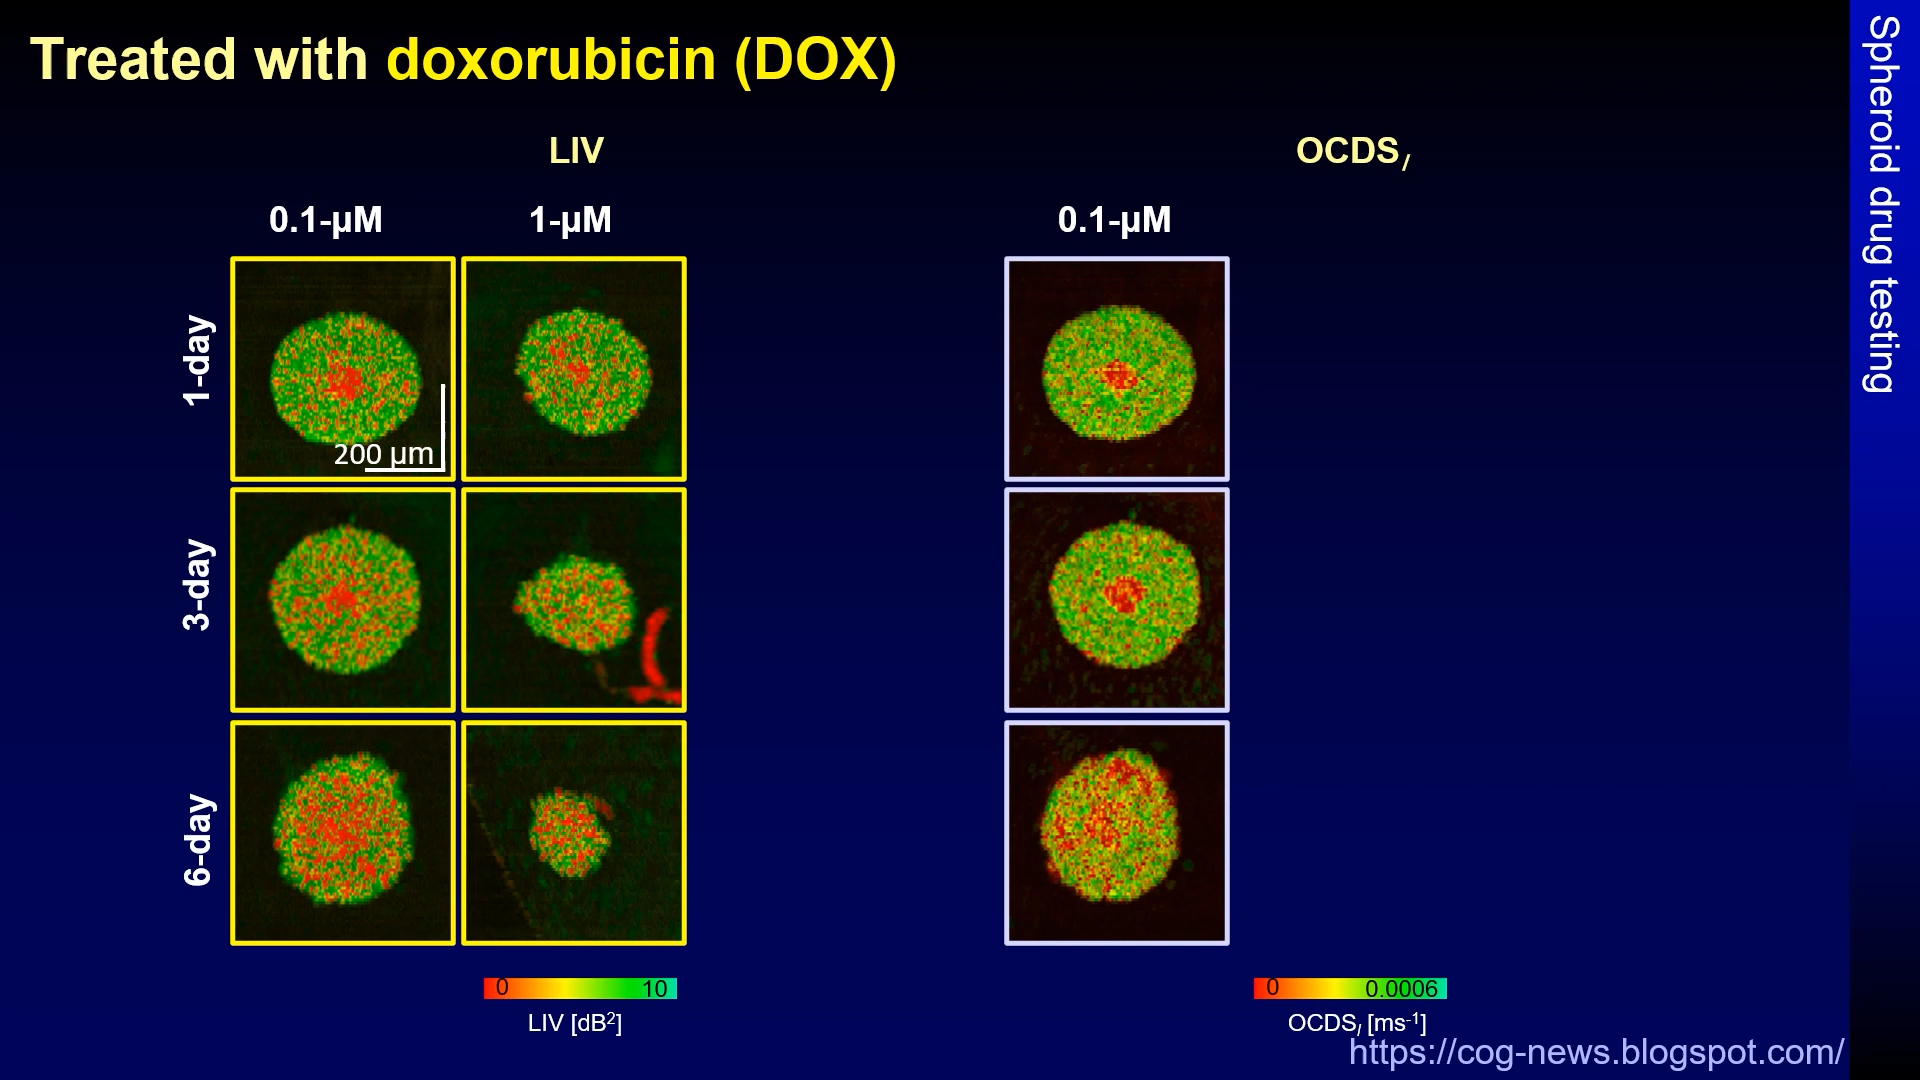 Treated with doxorubicin (DOX)
LIV
OCDSl
0.1-µM
1-µM
0.1-µM
1-day
200 µm
3-day
6-day
0
10
LIV [dB²]
0
0.0006
OCDSl [ms⁻¹]
https://cog-news.blogspot.com/
Spheroid drug testing